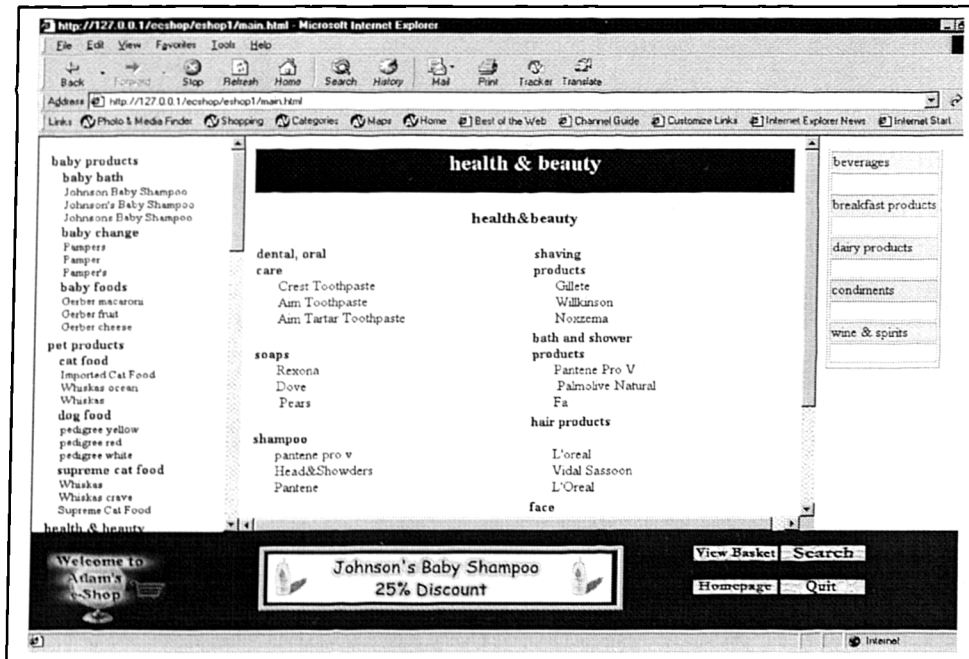 http://127.0.0.1/ecshop/eshop1/main.html - Microsoft Internet Explorer
File Edit View Favorites Tools Help
Back Forward Stop Refresh Home Search History Mail Print Tracker Translate
Address http://127.0.0.1/ecshop/eshop1/main.html
Links Photo & Media Finder Shopping Categories Maps Home Best of the Web Channel Guide Customize Links Internet Explorer News Internet Start
baby products
baby bath
Johnson Baby Shampoo
Johnson's Baby Shampoo
Johnsons Baby Shampoo
baby change
Pampers
Pamper
Pamper's
baby foods
Gerber macaroni
Gerber fruit
Gerber cheese
pet products
cat food
Imported Cat Food
Whiskas ocean
Whiskas
dog food
pedigree yellow
pedigree red
pedigree white
supreme cat food
Whiskas
Whiskas crave
Supreme Cat Food
health & beauty
health & beauty
health&beauty
dental, oral
care
Crest Toothpaste
Aim Toothpaste
Aim Tartar Toothpaste
soaps
Rexona
Dove
Pears
shampoo
pantene pro v
Head&Showders
Pantene
shaving
products
Gillete
Willkinson
Noxzema
bath and shower
products
Pantene Pro V
Palmolive Natural
Fa
hair products
L'oreal
Vidal Sassoon
L'Oreal
face
beverages
breakfast products
dairy products
condiments
wine & spirits
Welcome to
Adam's
e-Shop
Johnson's Baby Shampoo
25% Discount
View Basket Search
Homepage Quit
Internet